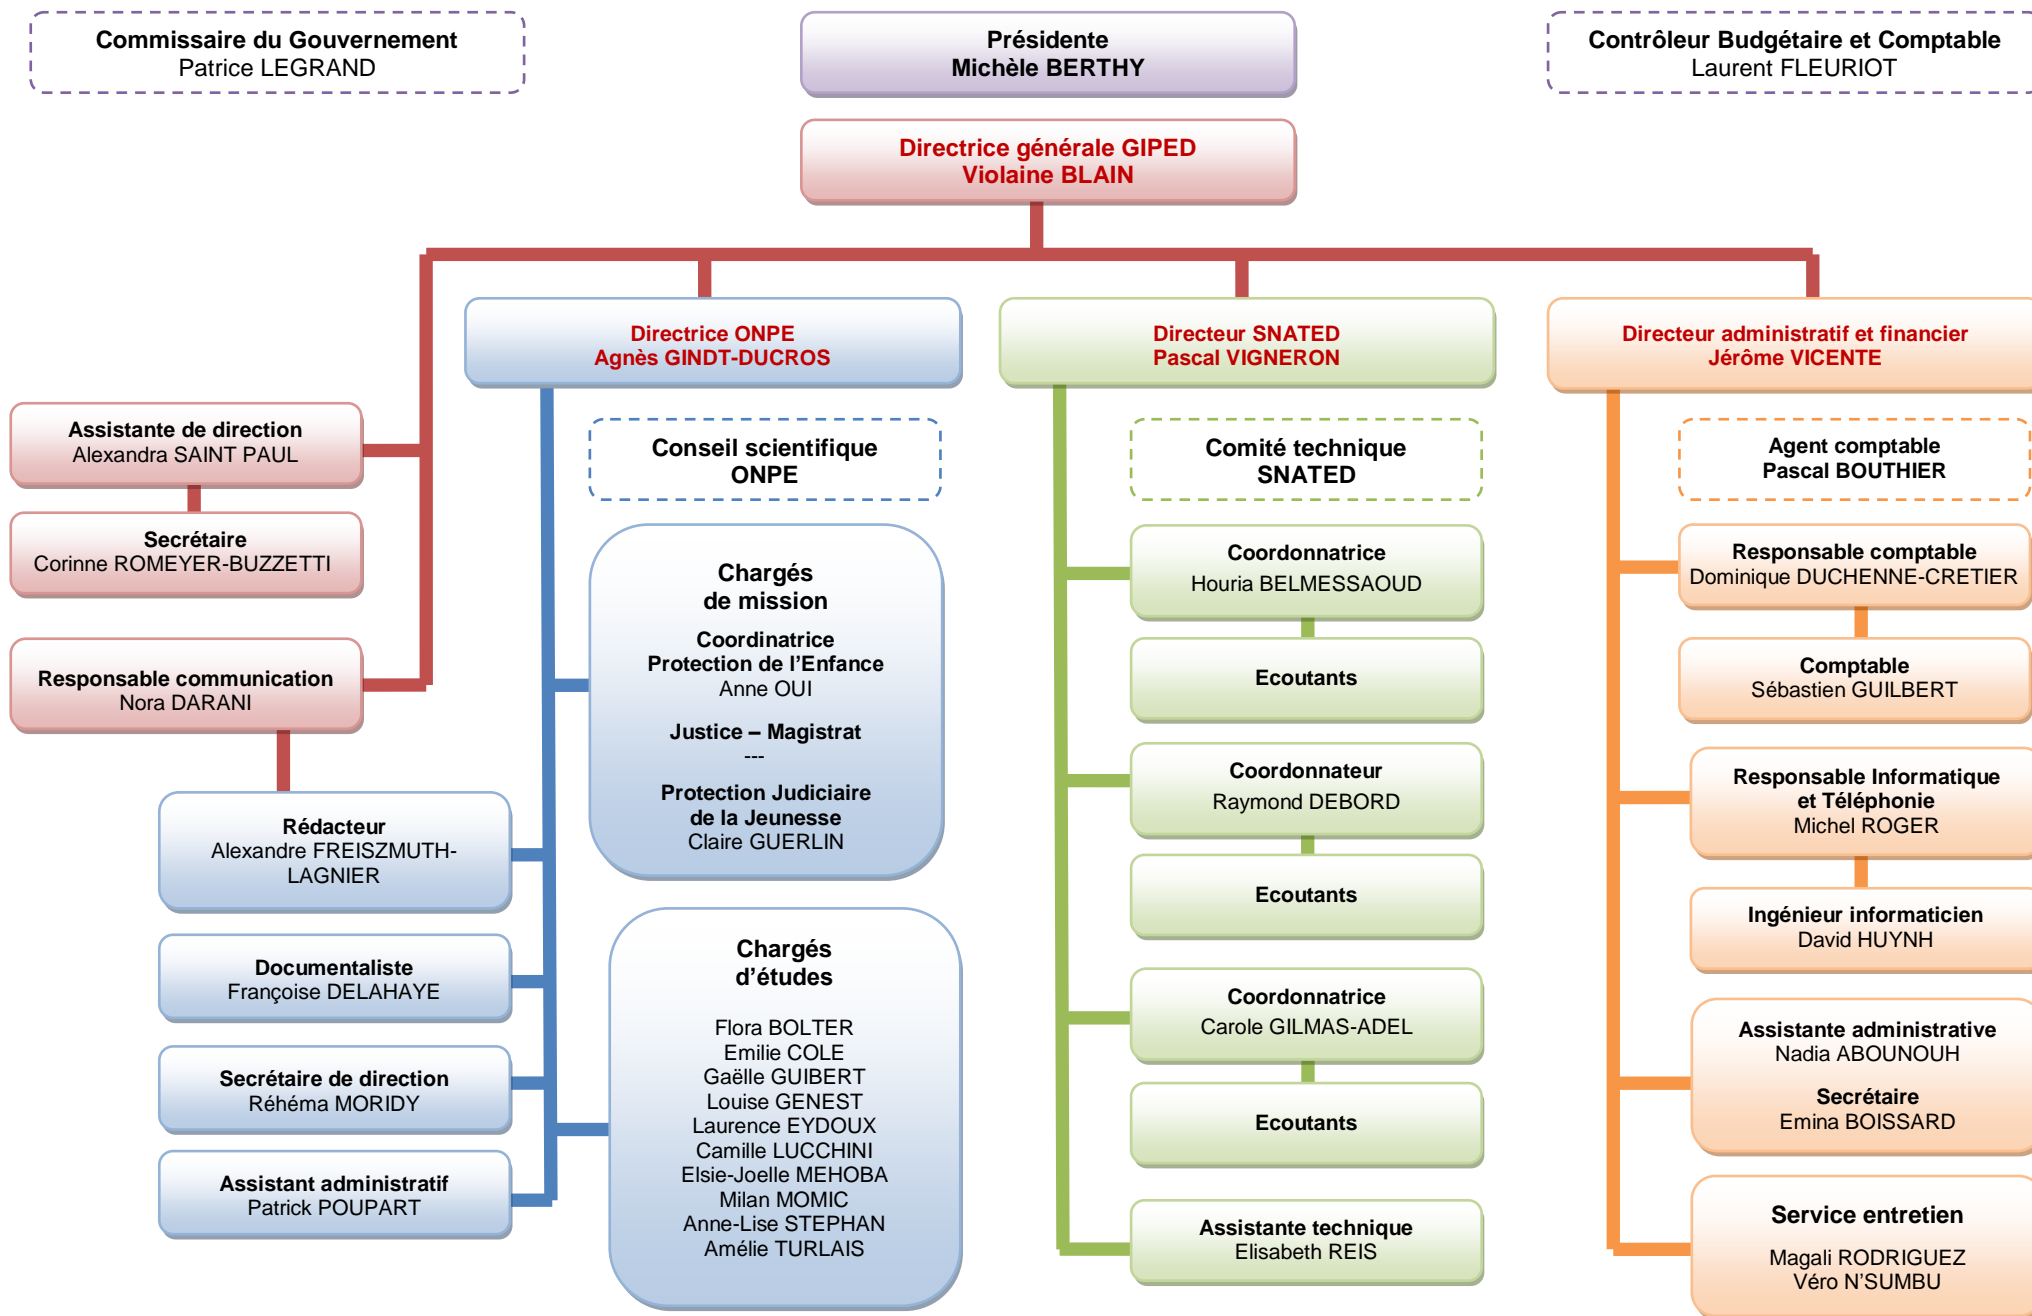 Commissaire du Gouvernement
Patrice LEGRAND
Présidente
Michèle BERTHY
Contrôleur Budgétaire et Comptable
Laurent FLEURIOT
Directrice générale GIPED
Violaine BLAIN
Directrice ONPE
Agnès GINDT-DUCROS
Directeur SNATED
Pascal VIGNERON
Directeur administratif et financier
Jérôme VICENTE
Assistante de direction
Alexandra SAINT PAUL
Secrétaire
Corinne ROMEYER-BUZZETTI
Responsable communication
Nora DARANI
Rédacteur
Alexandre FREISZMUTH-
LAGNIER
Documentaliste
Françoise DELAHAYE
Secrétaire de direction
Réhéma MORIDY
Assistant administratif
Patrick POUPART
Conseil scientifique
ONPE
Chargés
de mission
Coordinatrice
Protection de l’Enfance
Anne OUI
Justice – Magistrat
---
Protection Judiciaire
de la Jeunesse
Claire GUERLIN
Chargés
d’études
Flora BOLTER
Emilie COLE
Gaëlle GUIBERT
Louise GENEST
Laurence EYDOUX
Camille LUCCHINI
Elsie-Joelle MEHOBA
Milan MOMIC
Anne-Lise STEPHAN
Amélie TURLAIS
Comité technique
SNATED
Coordonnatrice
Houria BELMESSAOUD
Ecoutants
Coordonnateur
Raymond DEBORD
Ecoutants
Coordonnatrice
Carole GILMAS-ADEL
Ecoutants
Assistante technique
Elisabeth REIS
Agent comptable
Pascal BOUTHIER
Responsable comptable
Dominique DUCHENNE-CRETIER
Comptable
Sébastien GUILBERT
Responsable Informatique
et Téléphonie
Michel ROGER
Ingénieur informaticien
David HUYNH
Assistante administrative
Nadia ABOUNOUH
Secrétaire
Emina BOISSARD
Service entretien
Magali RODRIGUEZ
Véro N’SUMBU